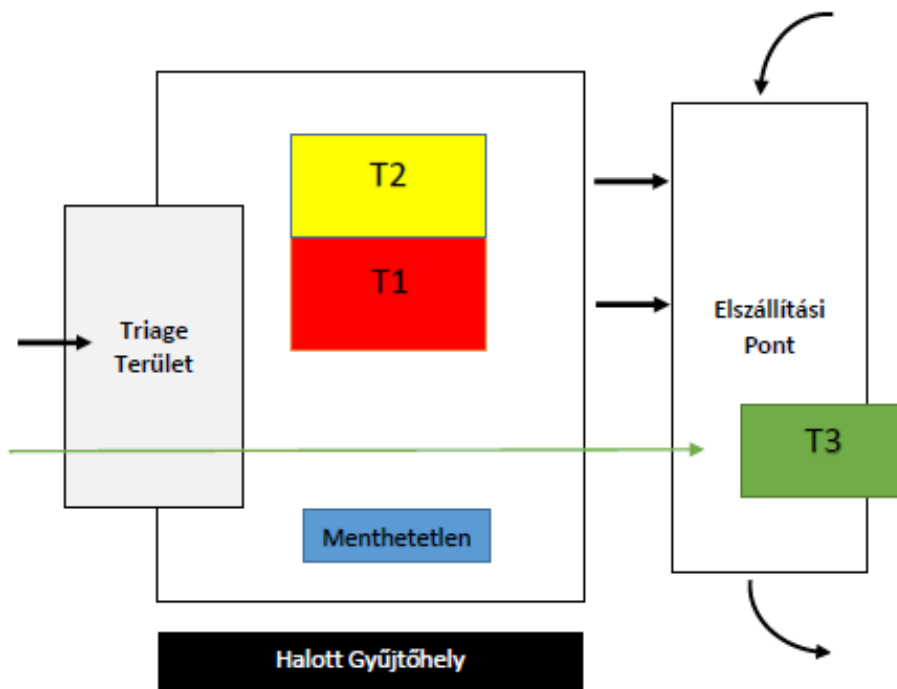 T2
T1
Triage
Terület
Elszállítási
Pont
T3
Menthetetlen
Halott Gyűjtőhely